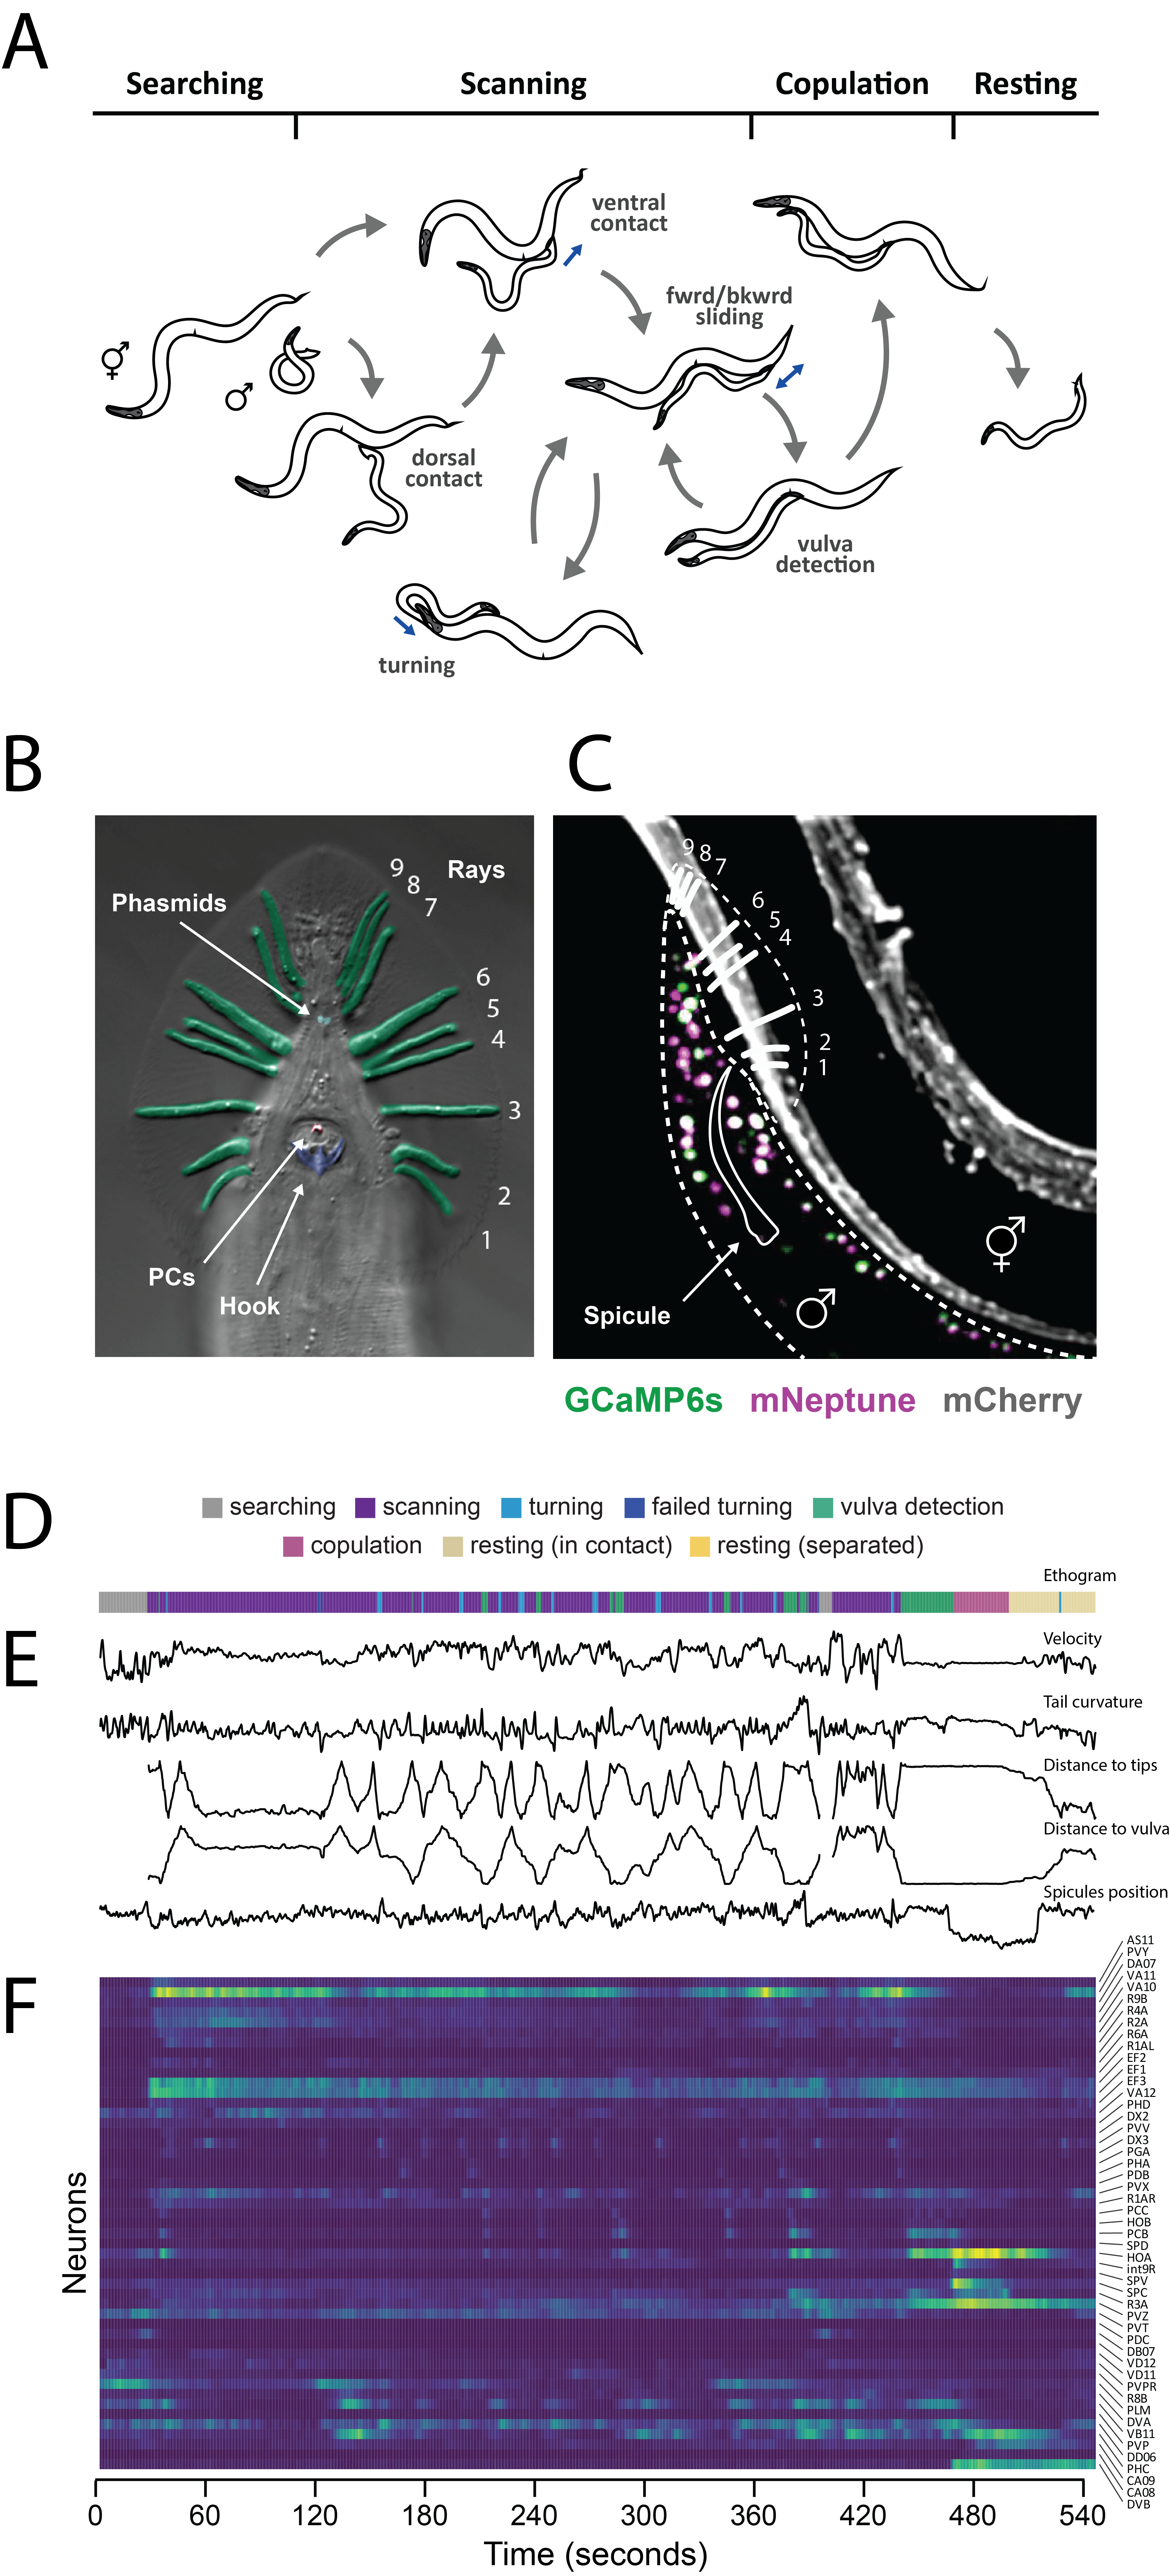 A
Searching
Scanning
Copulation
Resting
ventral
contact
fwrd/bkwrd
sliding
dorsal
contact
vulva
detection
turning
B
C
Phasmids
Rays
9
8
7
6
5
4
3
2
1
PCs
Hook
9
8
7
6
5
4
3
2
1
Spicule
GCaMP6s mNeptune mCherry
D
searching scanning turning failed turning vulva detection
copulation resting (in contact) resting (separated)
Ethogram
E
Velocity
Tail curvature
Distance to tips
Distance to vulva
Spicules position
F
AS11
PVY
DA07
VA11
VA10
R9B
R4A
R2A
R6A
R1AL
EF2
EF1
EF3
VA12
PHD
DX2
PVV
DX3
PGA
PHA
PDB
PVX
R1AR
PCC
HOB
PCB
SPD
HOA
int9R
SPV
SPC
R3A
PVZ
PVT
PDC
DB07
VD12
VD11
PVPR
R8B
PLM
DVA
VB11
PVP
DD06
PHC
CA09
CA08
DVB
Neurons
0 60 120 180 240 300 360 420 480 540
Time (seconds)